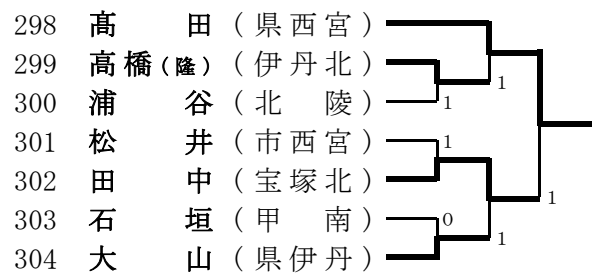 298 髙田 (県西宮)
299 高橋(隆) (伊丹北) 1
300 浦谷 (北陵) 1
301 松井 (市西宮) 1
302 田中 (宝塚北) 1
303 石垣 (甲南) 0
304 大山 (県伊丹) 1